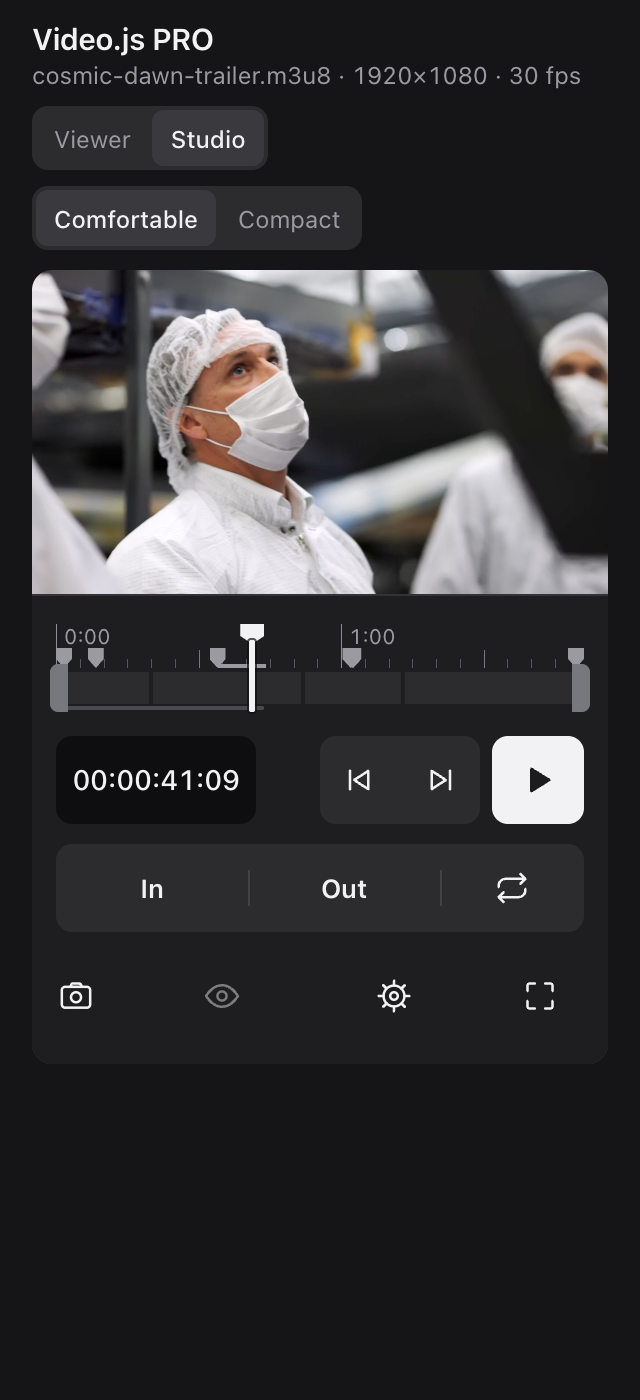 Video.js PRO
cosmic-dawn-trailer.m3u8 · 1920×1080 · 30 fps
Viewer Studio
Comfortable Compact
0:00 1:00
00:00:41:09
In Out